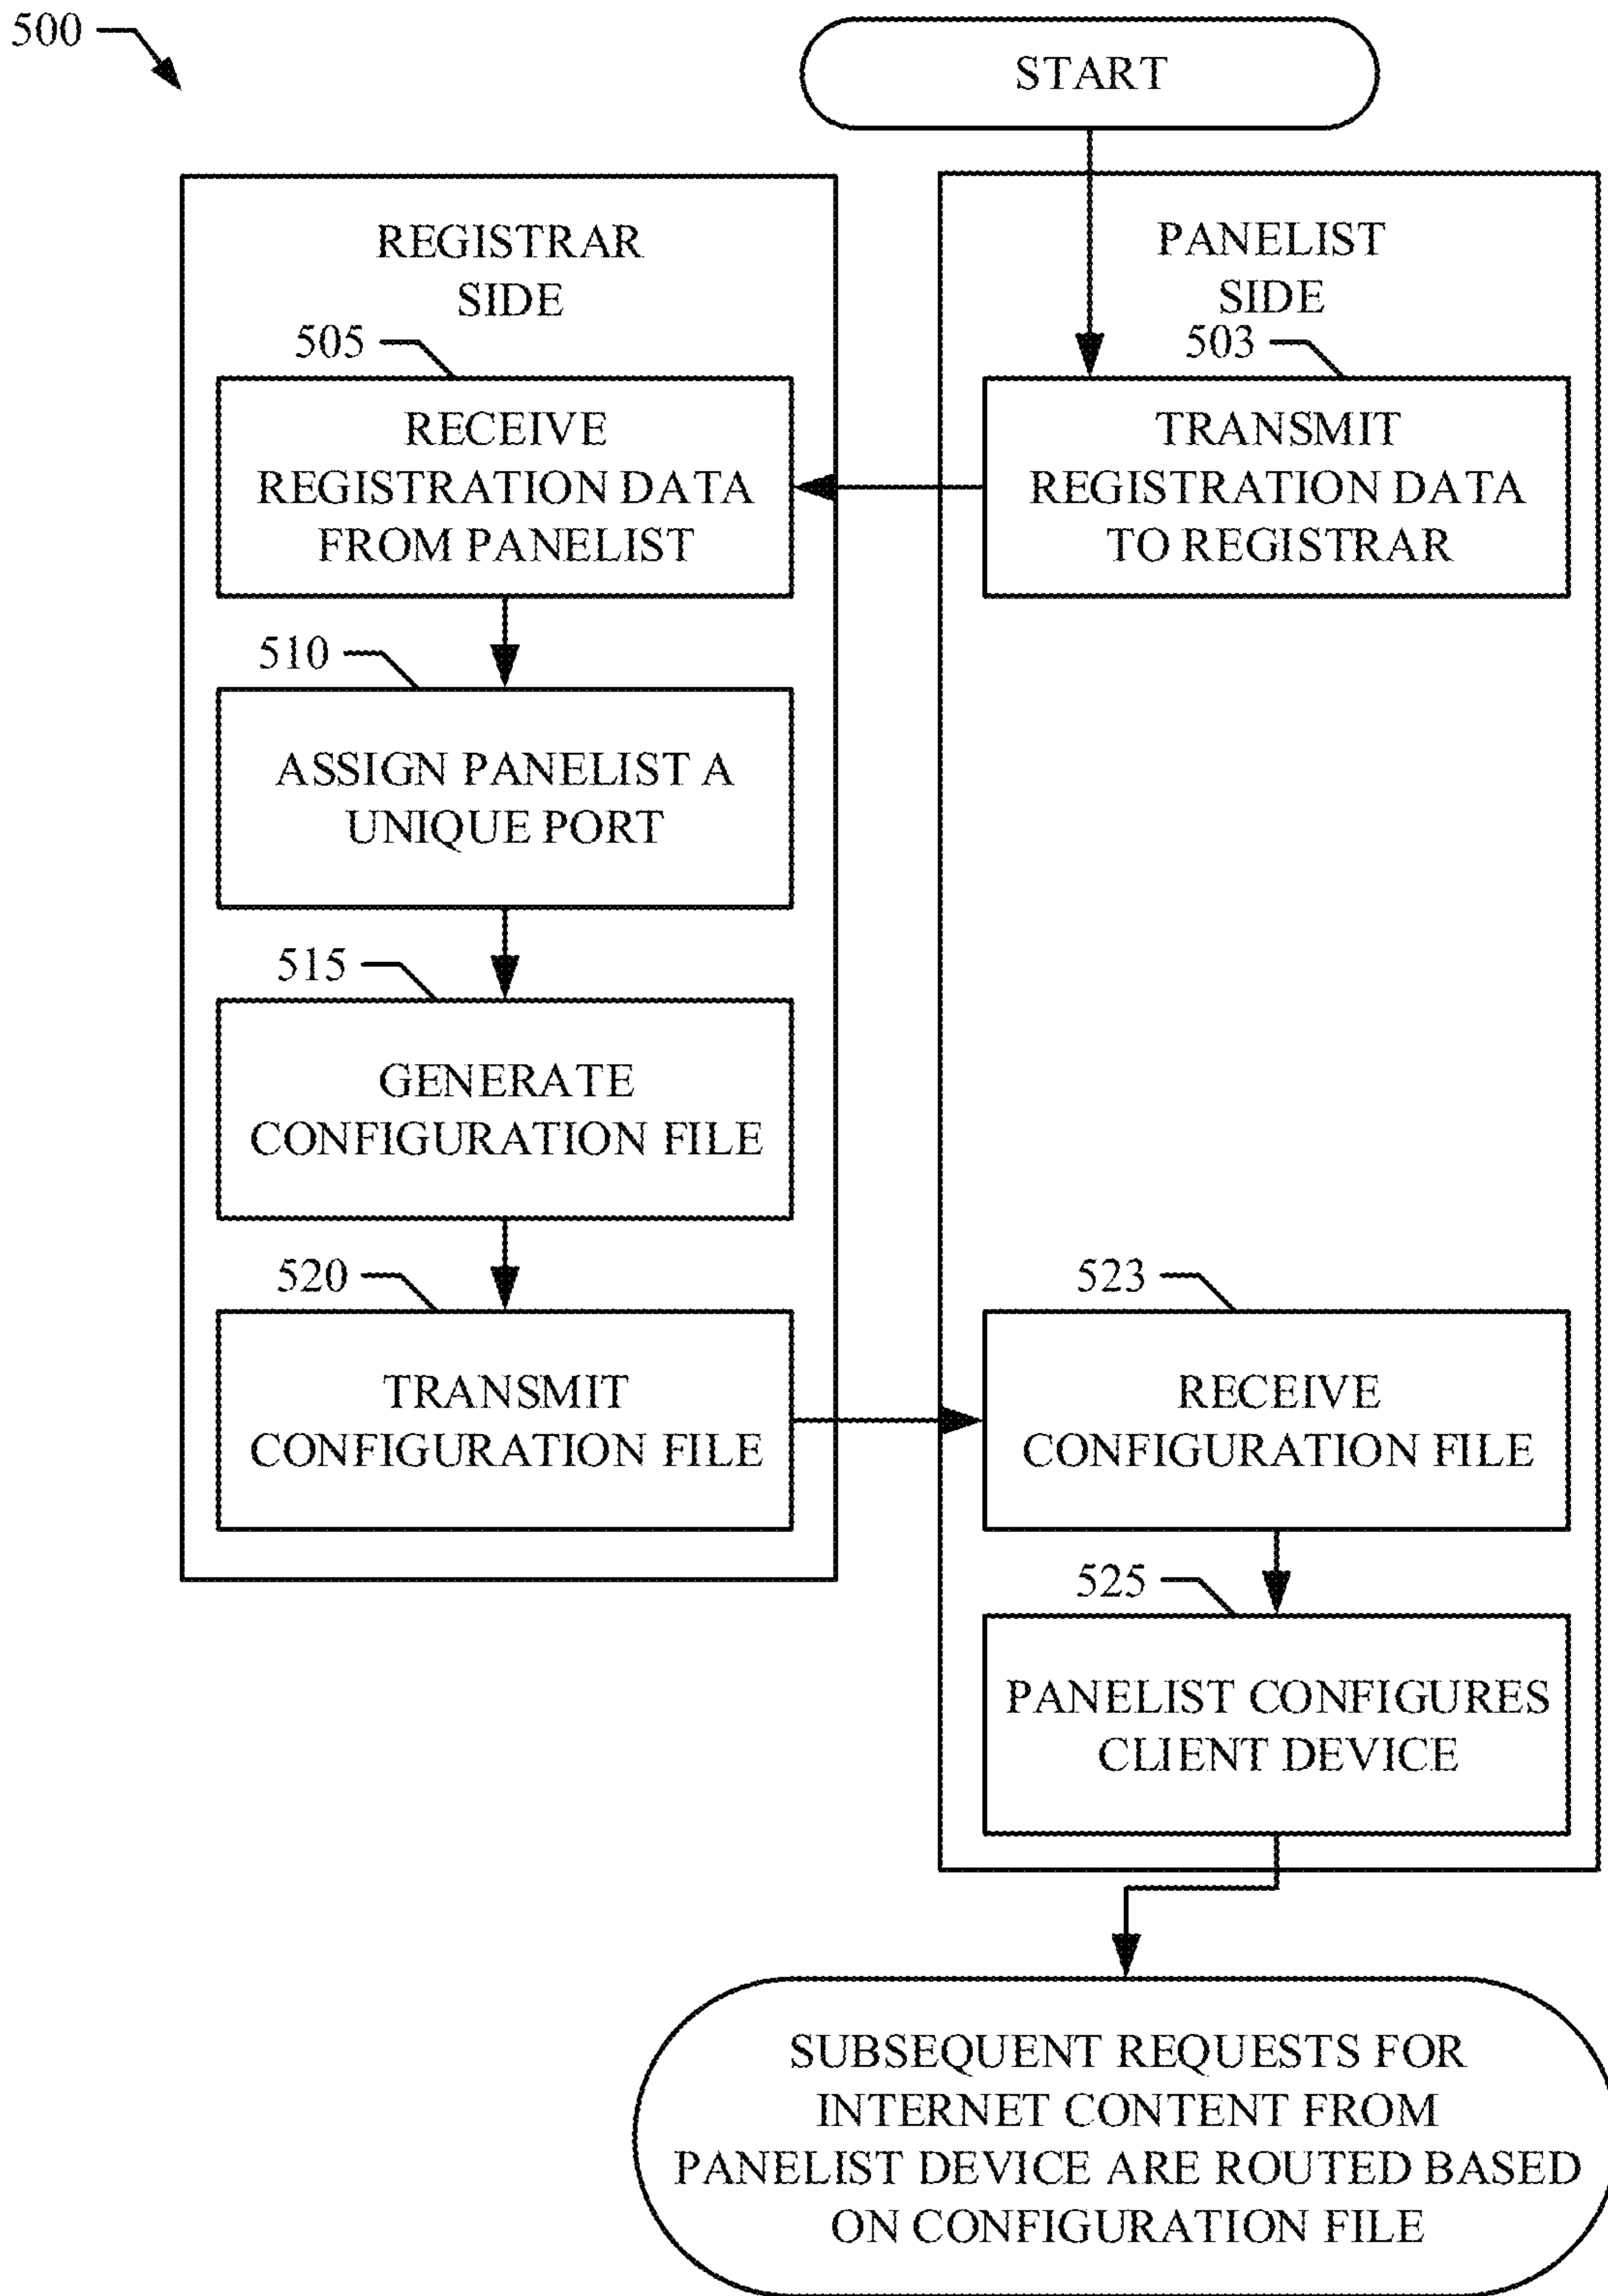 500
START
REGISTRAR
SIDE
PANELIST
SIDE
503
TRANSMIT
REGISTRATION DATA
TO REGISTRAR
505
RECEIVE
REGISTRATION DATA
FROM PANELIST
510
ASSIGN PANELIST A
UNIQUE PORT
515
GENERATE
CONFIGURATION FILE
520
TRANSMIT
CONFIGURATION FILE
523
RECEIVE
CONFIGURATION FILE
525
PANELIST CONFIGURES
CLIENT DEVICE
SUBSEQUENT REQUESTS FOR
INTERNET CONTENT FROM
PANELIST DEVICE ARE ROUTED BASED
ON CONFIGURATION FILE